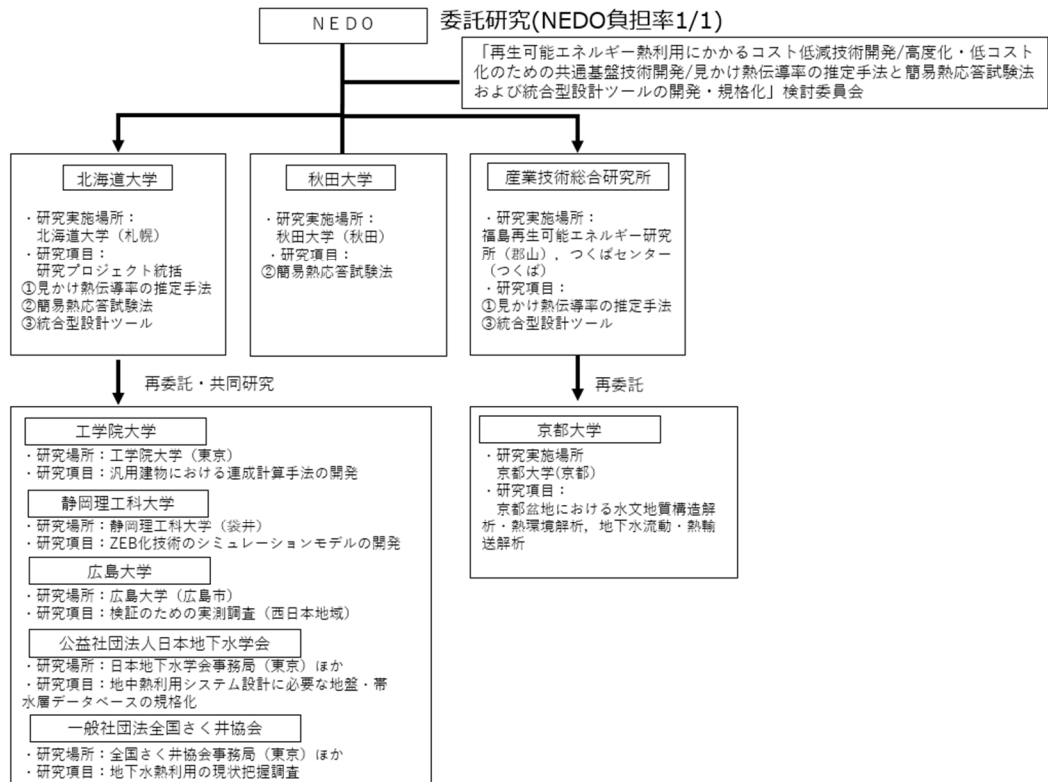 NEDO
委託研究(NEDO負担率1/1)
「再生可能エネルギー熱利用にかかるコスト低減技術開発/高度化・低コスト
化のための共通基盤技術開発/見かけ熱伝導率の推定手法と簡易熱応答試験法
および統合型設計ツールの開発・規格化」検討委員会
北海道大学
・研究実施場所：
北海道大学（札幌）
・研究項目：
研究プロジェクト統括
①見かけ熱伝導率の推定手法
②簡易熱応答試験法
③統合型設計ツール
秋田大学
・研究実施場所：
秋田大学（秋田）
・研究項目：
②簡易熱応答試験法
産業技術総合研究所
・研究実施場所：
福島再生可能エネルギー研究
所（郡山），つくばセンター
（つくば）
・研究項目：
①見かけ熱伝導率の推定手法
③統合型設計ツール
再委託・共同研究
再委託
工学院大学
・研究場所：工学院大学（東京）
・研究項目：汎用建物における連成計算手法の開発
静岡理工科大学
・研究場所：静岡理工科大学（袋井）
・研究項目：ZEB化技術のシミュレーションモデルの開発
広島大学
・研究場所：広島大学（広島市）
・研究項目：検証のための実測調査（西日本地域）
公益社団法人日本地下水学会
・研究場所：日本地下水学会事務局（東京）ほか
・研究項目：地中熱利用システム設計に必要な地盤・帯
水層データベースの規格化
一般社団法全国さく井協会
・研究場所：全国さく井協会事務局（東京）ほか
・研究項目：地下水熱利用の現状把握調査
京都大学
・研究実施場所
京都大学(京都)
・研究項目：
京都盆地における水文地質構造解
析・熱環境解析，地下水流動・熱輸
送解析